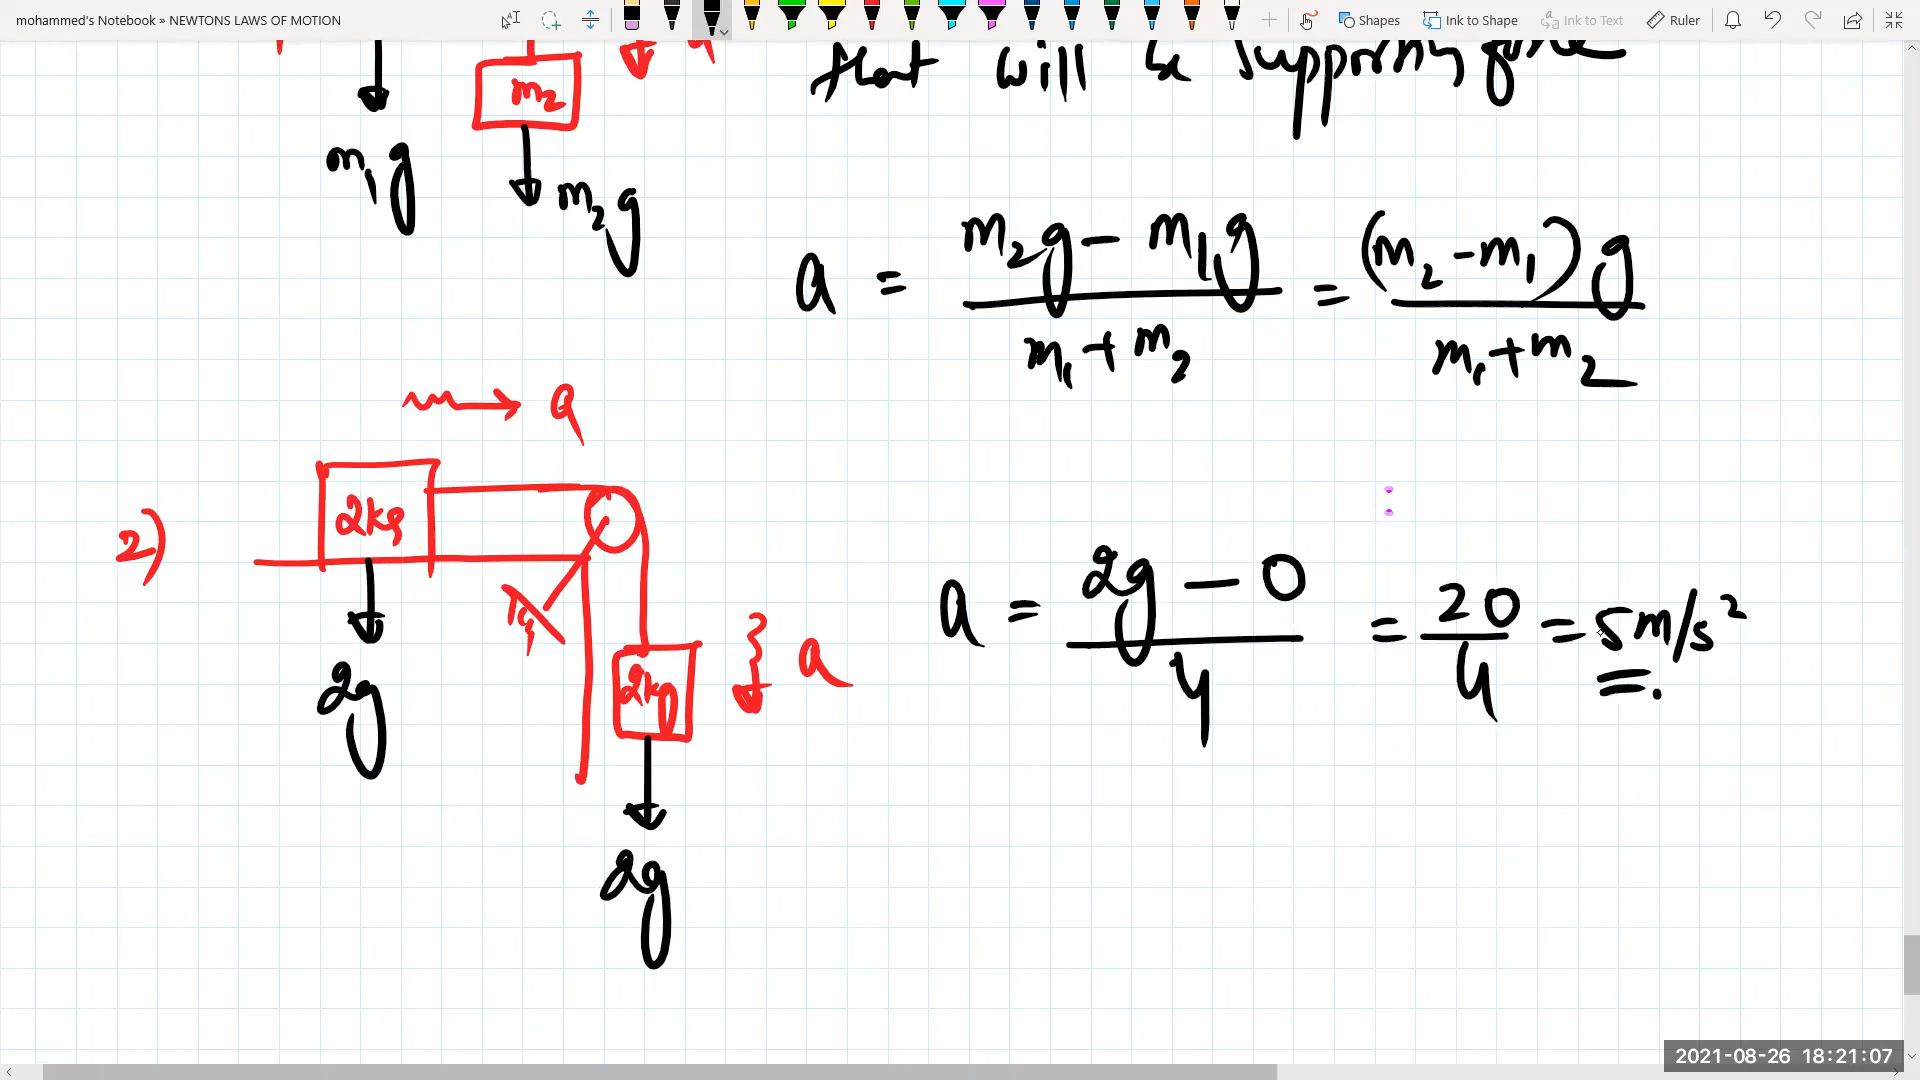 mohammed's Notebook » NEWTONS LAWS OF MOTION
Shapes
Ink to Shape
Ink to Text
Ruler
that will be supporting force
m2
m1g
m2g
a = m2g - m1g / m1 + m2 = (m2 - m1) g / m1 + m2
a
2)
2kg
2g
2kg
a
2g
a = 2g - 0 / 4 = 20 / 4 = 5 m/s²
2021-08-26 18:21:07